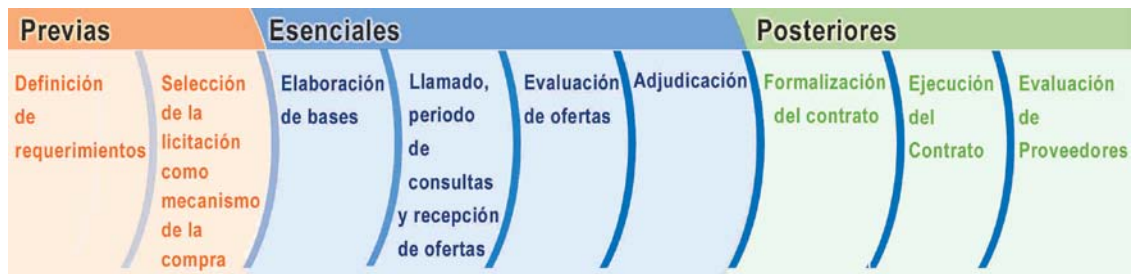 Previas
Definición
de
requerimientos
Selección
de la
licitación
como
mecanismo
de la
compra
Esenciales
Elaboración
de bases
Llamado,
periodo
de
consultas
y recepción
de ofertas
Evaluación
de ofertas
Adjudicación
Posteriores
Formalización
del contrato
Ejecución
del
Contrato
Evaluación
de
Proveedores